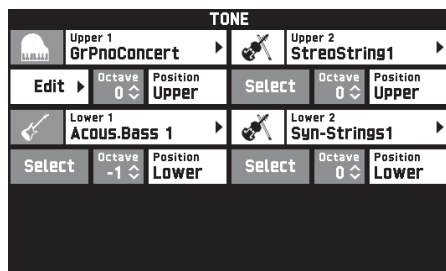 TONE
Upper 1
GrPnoConcert
Upper 2
StreoString1
Edit
Octave
0
Position
Upper
Select
Octave
0
Position
Upper
Lower 1
Acous.Bass 1
Lower 2
Syn-Strings1
Select
Octave
-1
Position
Lower
Select
Octave
0
Position
Lower